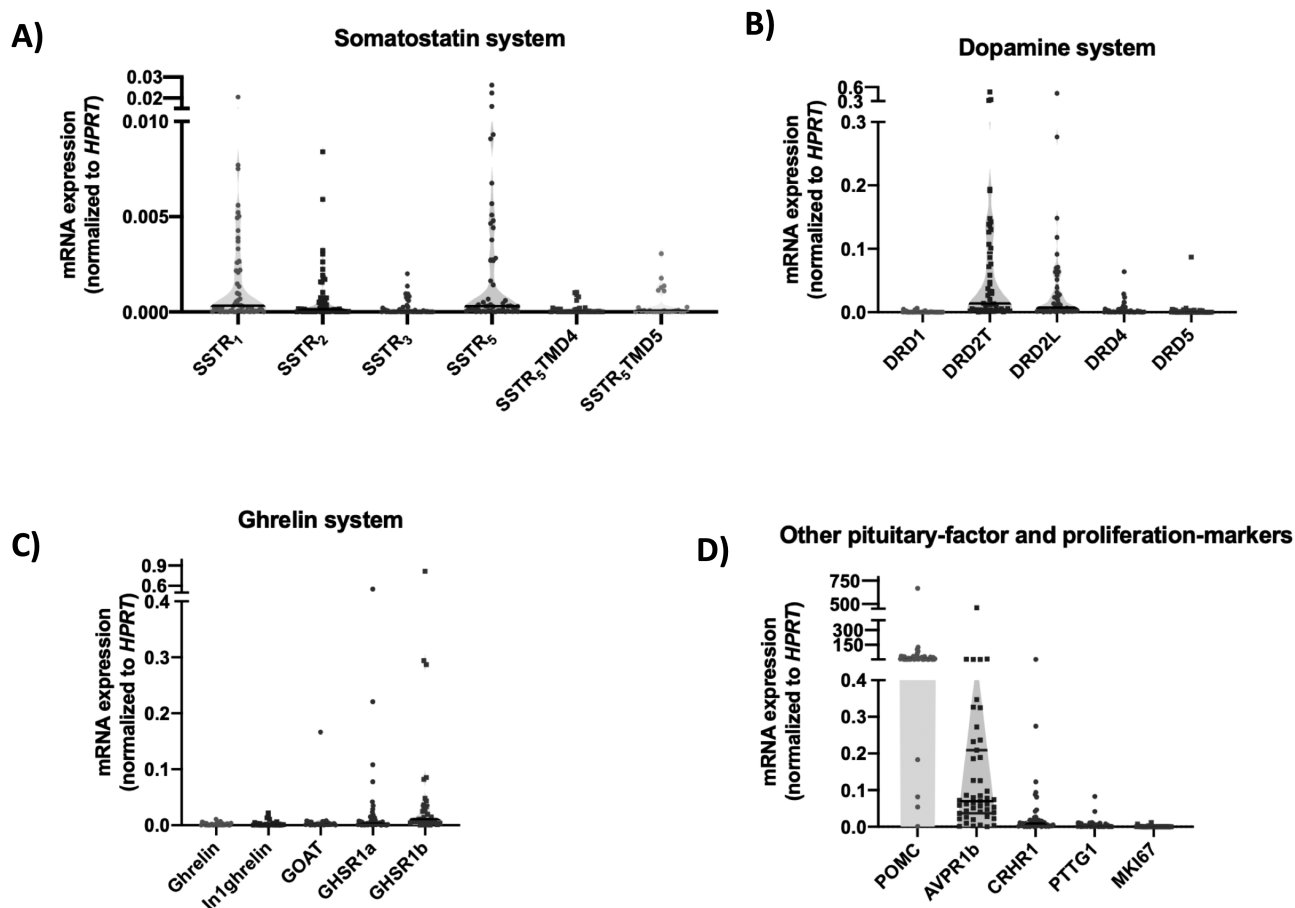 A)
Somatostatin system
mRNA expression
(normalized to HPRT)
0.03
0.02
0.010
0.005
0.000
SSTR1
SSTR2
SSTR3
SSTR5
SSTR5TMD4
SSTR5TMD5
B)
Dopamine system
mRNA expression
(normalized to HPRT)
0.6
0.3
0.3
0.2
0.1
0.0
DRD1
DRD2T
DRD2L
DRD4
DRD5
C)
Ghrelin system
mRNA expression
(normalized to HPRT)
0.9
0.6
0.4
0.3
0.2
0.1
0.0
Ghrelin
In1ghrelin
GOAT
GHSR1a
GHSR1b
D)
Other pituitary-factor and proliferation-markers
mRNA expression
(normalized to HPRT)
750
500
300
150
0.4
0.3
0.2
0.1
0.0
POMC
AVPR1b
CRHR1
PTTG1
MKI67